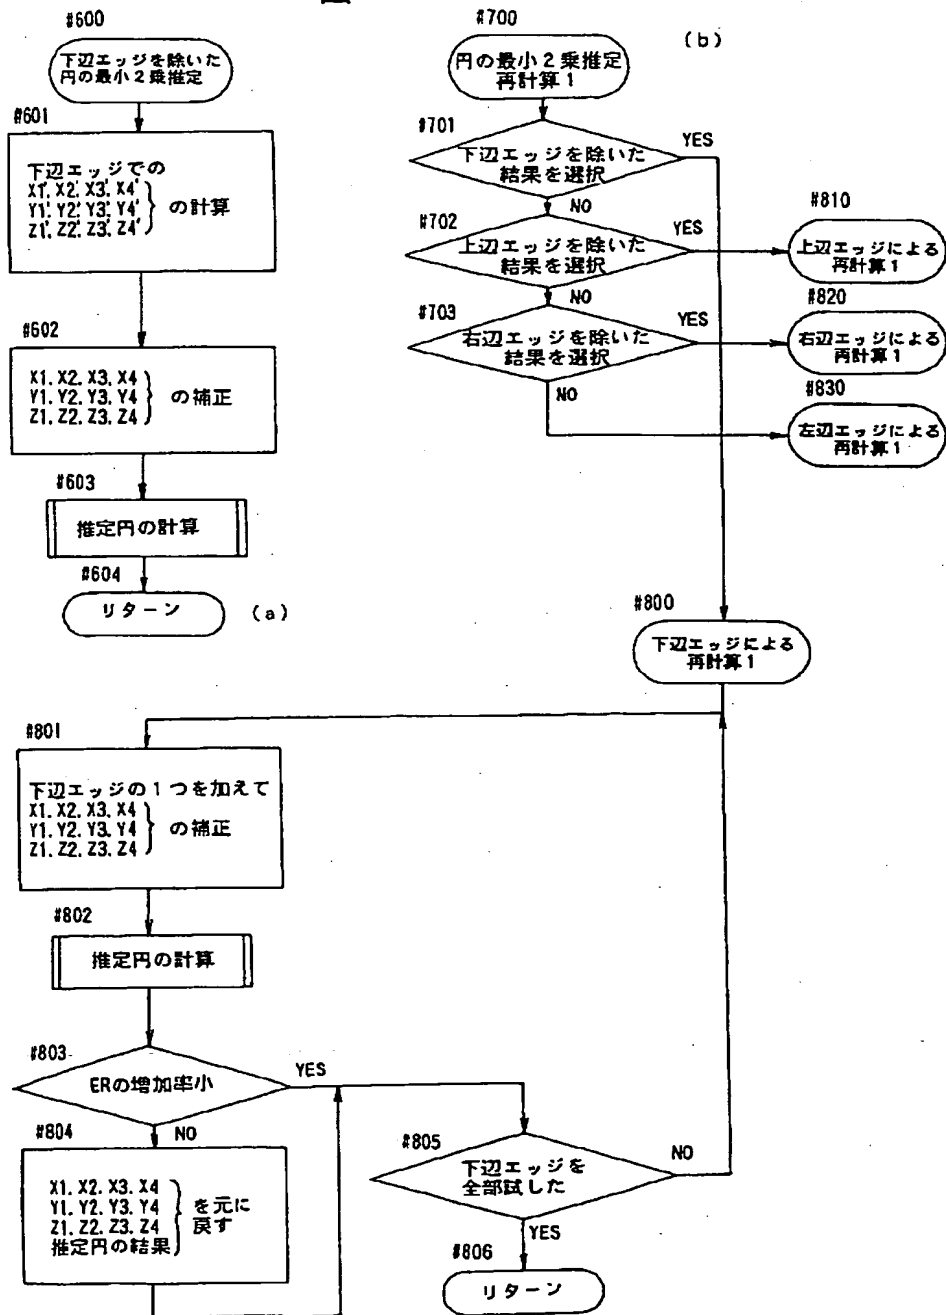 #600
下辺エッジを除いた
円の最小2乗推定
#601
下辺エッジでの
X1', X2', X3', X4'
Y1', Y2', Y3', Y4'
Z1', Z2', Z3', Z4'
の計算
#602
X1, X2, X3, X4
Y1, Y2, Y3, Y4
Z1, Z2, Z3, Z4
の補正
#603
推定円の計算
#604
リターン
(a)
#700
(b)
円の最小2乗推定
再計算1
#701
YES
下辺エッジを除いた
結果を選択
NO
#702
YES
上辺エッジを除いた
結果を選択
NO
#810
上辺エッジによる
再計算1
#703
YES
右辺エッジを除いた
結果を選択
NO
#820
右辺エッジによる
再計算1
#830
左辺エッジによる
再計算1
#800
下辺エッジによる
再計算1
#801
下辺エッジの1つを加えて
X1, X2, X3, X4
Y1, Y2, Y3, Y4
Z1, Z2, Z3, Z4
の補正
#802
推定円の計算
#803
YES
ERの増加率小
NO
#804
X1, X2, X3, X4
Y1, Y2, Y3, Y4
Z1, Z2, Z3, Z4
推定円の結果
を元に
戻す
#805
NO
下辺エッジを
全部試した
YES
#806
リターン